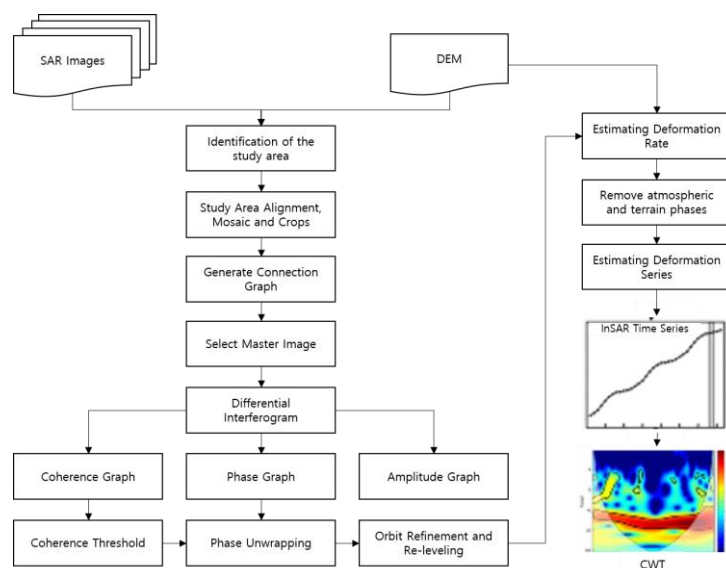 SAR Images
DEM
Identification of the
study area
Study Area Alignment,
Mosaic and Crops
Generate Connection
Graph
Select Master Image
Differential
Interferogram
Coherence Graph
Phase Graph
Amplitude Graph
Coherence Threshold
Phase Unwrapping
Orbit Refinement and
Re-leveling
Estimating Deformation
Rate
Remove atmospheric
and terrain phases
Estimating Deformation
Series
InSAR Time Series
CWT